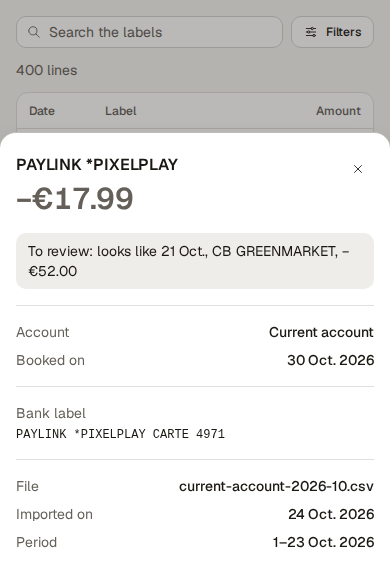 Search the labels
Filters
400 lines
Date Label Amount
PAYLINK *PIXELPLAY
–€17.99
To review: looks like 21 Oct., CB GREENMARKET, –
€52.00
Account Current account
Booked on 30 Oct. 2026
Bank label
PAYLINK *PIXELPLAY CARTE 4971
File current-account-2026-10.csv
Imported on 24 Oct. 2026
Period 1–23 Oct. 2026